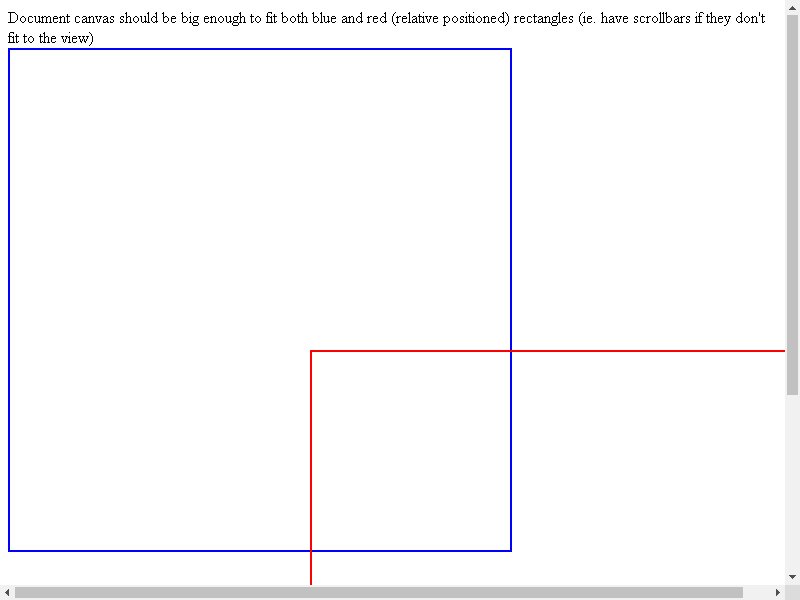 Document canvas should be big enough to fit both blue and red (relative positioned) rectangles (ie. have scrollbars if they don't
fit to the view)